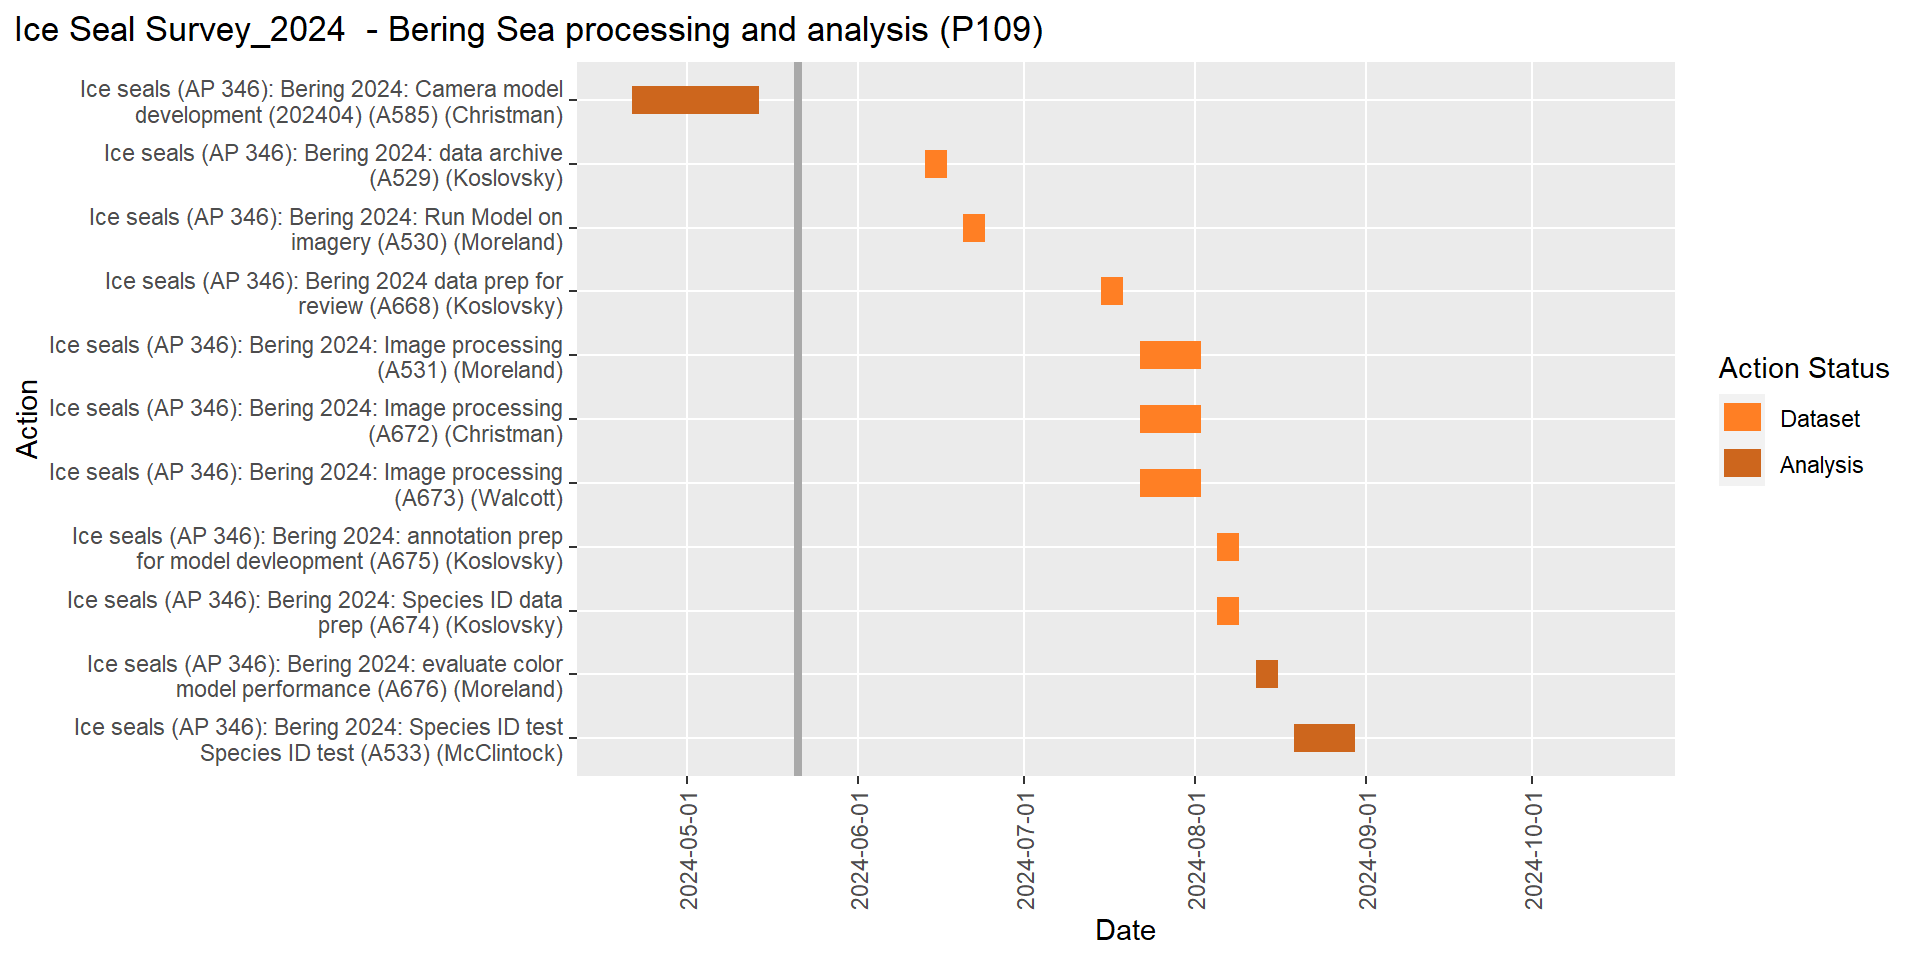 Ice Seal Survey_2024  - Bering Sea processing and analysis (P109)
Ice seals (AP 346): Bering 2024: Camera model
development (202404) (A585) (Christman)
Ice seals (AP 346): Bering 2024: data archive
(A529) (Koslovsky)
Ice seals (AP 346): Bering 2024: Run Model on
imagery (A530) (Moreland)
Ice seals (AP 346): Bering 2024 data prep for
review (A668) (Koslovsky)
Ice seals (AP 346): Bering 2024: Image processing
(A531) (Moreland)
Ice seals (AP 346): Bering 2024: Image processing
(A672) (Christman)
Ice seals (AP 346): Bering 2024: Image processing
(A673) (Walcott)
Ice seals (AP 346): Bering 2024: annotation prep
for model devleopment (A675) (Koslovsky)
Ice seals (AP 346): Bering 2024: Species ID data
prep (A674) (Koslovsky)
Ice seals (AP 346): Bering 2024: evaluate color
model performance (A676) (Moreland)
Ice seals (AP 346): Bering 2024: Species ID test
Species ID test (A533) (McClintock)
Action
2024-05-01
2024-06-01
2024-07-01
2024-08-01
2024-09-01
2024-10-01
Date
Action Status
Dataset
Analysis